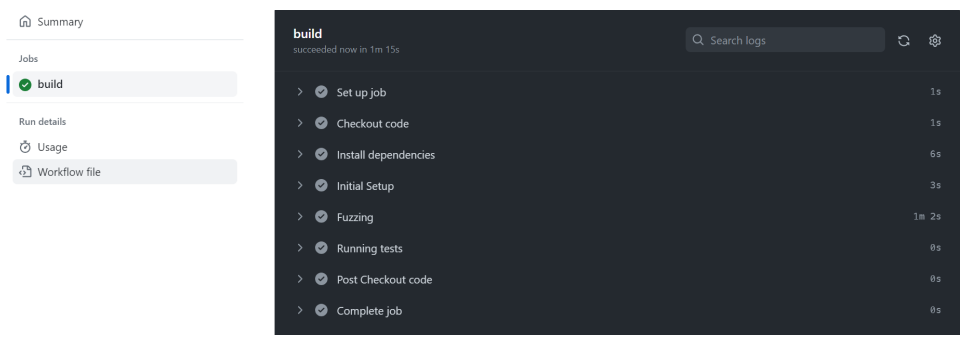 Summary
Jobs
build
Run details
Usage
Workflow file
build
succeeded now in 1m 15s
Search logs
Set up job 1s
Checkout code 1s
Install dependencies 6s
Initial Setup 3s
Fuzzing 1m 2s
Running tests 0s
Post Checkout code 0s
Complete job 0s